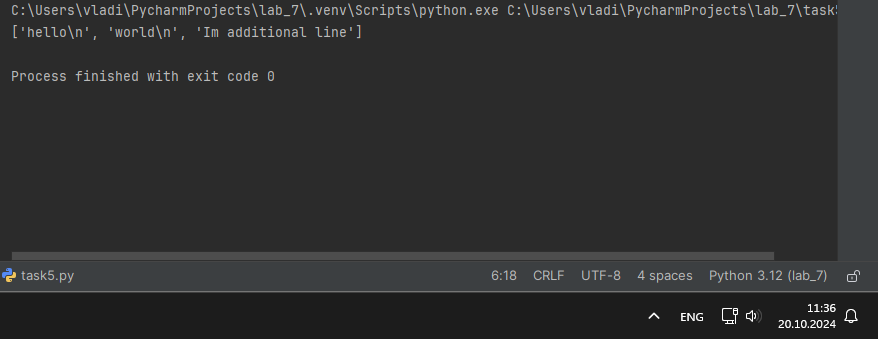 C:\Users\vladi\PycharmProjects\lab_7\.venv\Scripts\python.exe C:\Users\vladi\PycharmProjects\lab_7\task5
['hello\n', 'world\n', 'Im additional line']
Process finished with exit code 0
task5.py 6:18 CRLF UTF-8 4 spaces Python 3.12 (lab_7)
ENG 11:36
20.10.2024